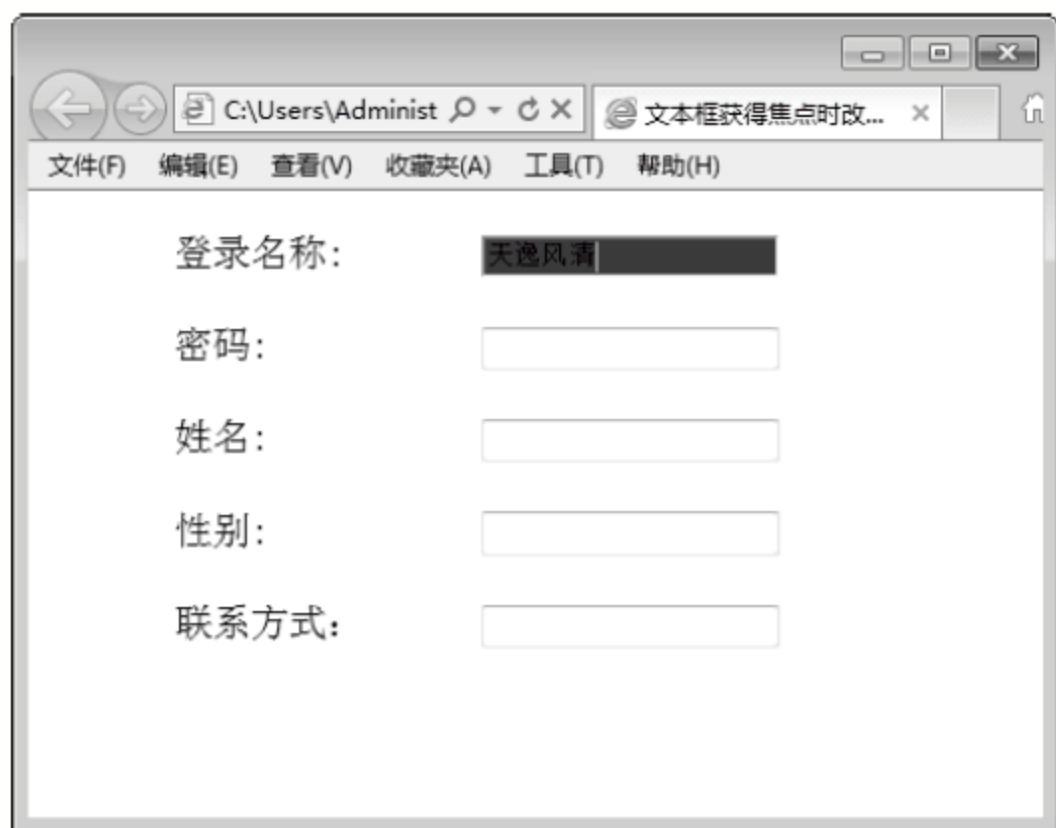 C:\Users\Administ
文本框获得焦点时改...
文件(F) 编辑(E) 查看(V) 收藏夹(A) 工具(T) 帮助(H)
登录名称: 天逸风清
密码:
姓名:
性别:
联系方式: